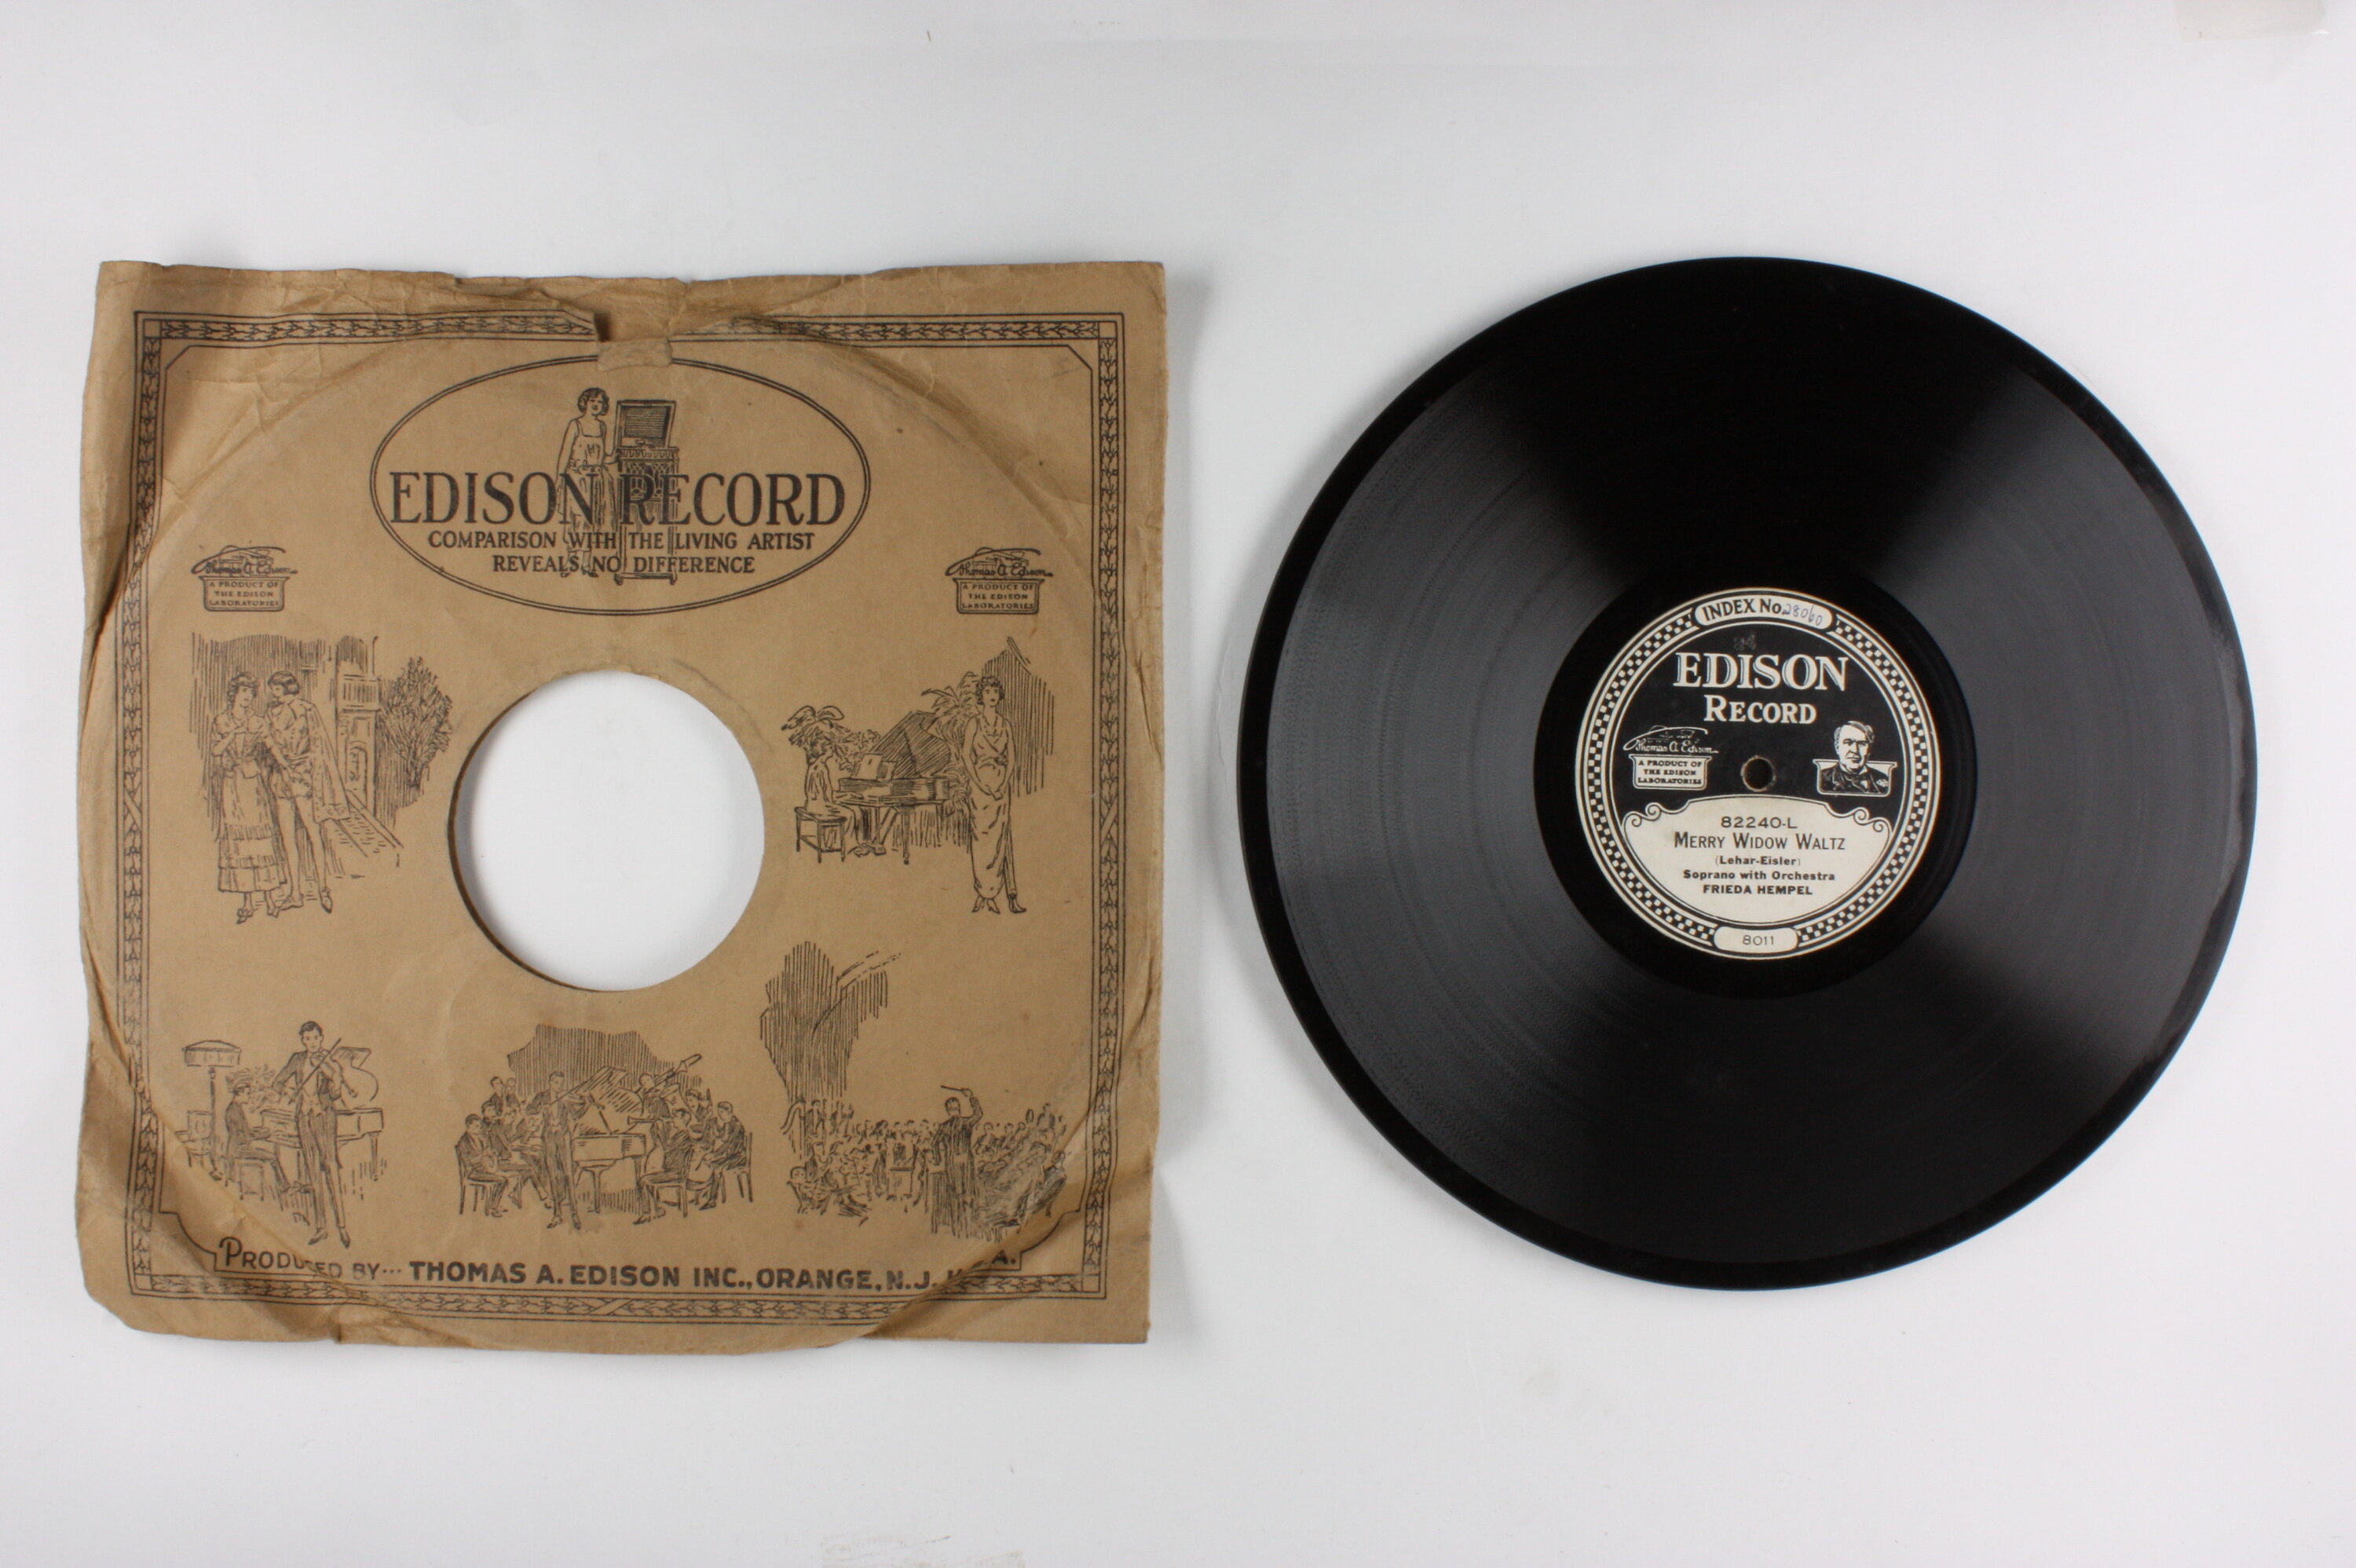 EDISON RECORD
COMPARISON WITH THE LIVING ARTIST
REVEALS NO DIFFERENCE
Thomas A. Edison
A PRODUCT OF
THE EDISON
LABORATORIES
Thomas A. Edison
A PRODUCT OF
THE EDISON
LABORATORIES
PRODUCED BY... THOMAS A. EDISON INC., ORANGE, N.J.
INDEX No. 28060
EDISON
RECORD
Thomas A. Edison
A PRODUCT OF
THE EDISON
LABORATORIES
82240-L
MERRY WIDOW WALTZ
(Lehar-Eisler)
Soprano with Orchestra
FRIEDA HEMPEL
8011